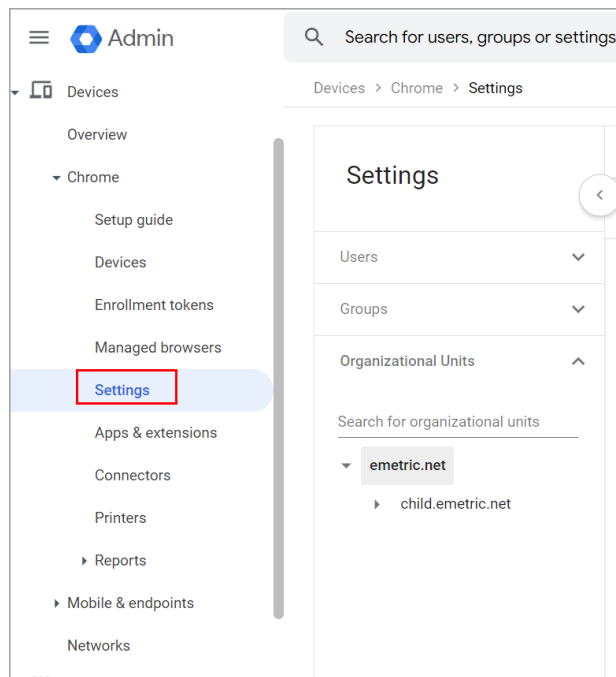 Admin
Search for users, groups or settings
Devices
Overview
Chrome
Setup guide
Devices
Enrollment tokens
Managed browsers
Settings
Apps & extensions
Connectors
Printers
Reports
Mobile & endpoints
Networks
Devices > Chrome > Settings
Settings
Users
Groups
Organizational Units
Search for organizational units
emetric.net
child.emetric.net